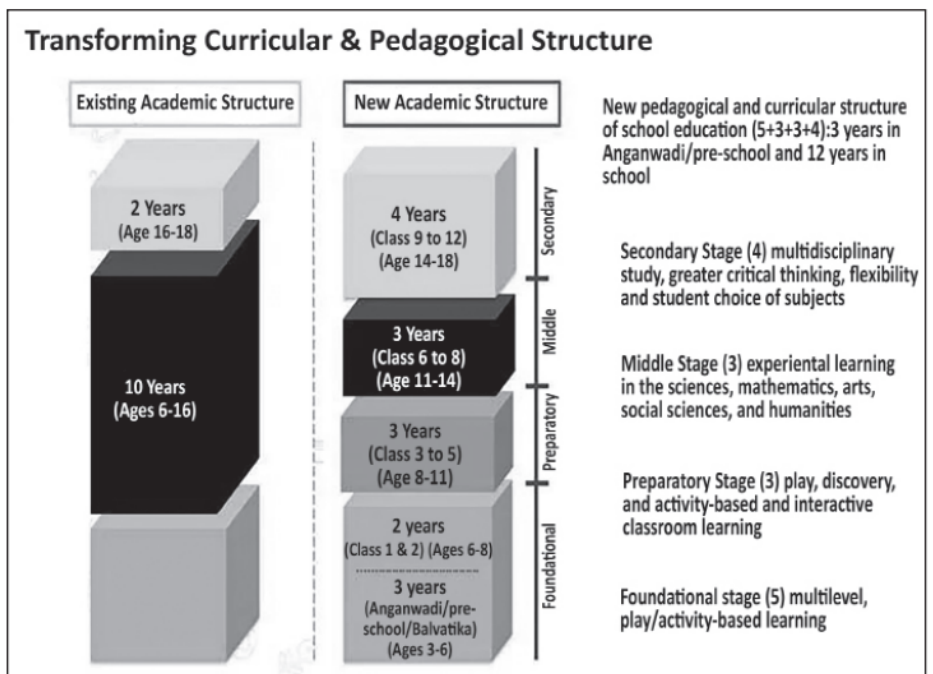 Transforming Curricular & Pedagogical Structure
Existing Academic Structure
2 Years
(Age 16-18)
10 Years
(Ages 6-16)
New Academic Structure
4 Years
(Class 9 to 12)
(Age 14-18)
3 Years
(Class 6 to 8)
(Age 11-14)
3 Years
(Class 3 to 5)
(Age 8-11)
2 years
(Class 1 & 2) (Ages 6-8)
3 years
(Anganwadi/pre-
school/Balvatika)
(Ages 3-6)
Secondary
Middle
Preparatory
Foundational
New pedagogical and curricular structure
of school education (5+3+3+4):3 years in
Anganwadi/pre-school and 12 years in
school
Secondary Stage (4) multidisciplinary
study, greater critical thinking, flexibility
and student choice of subjects
Middle Stage (3) experiental learning
in the sciences, mathematics, arts,
social sciences, and humanities
Preparatory Stage (3) play, discovery,
and activity-based and interactive
classroom learning
Foundational stage (5) multilevel,
play/activity-based learning